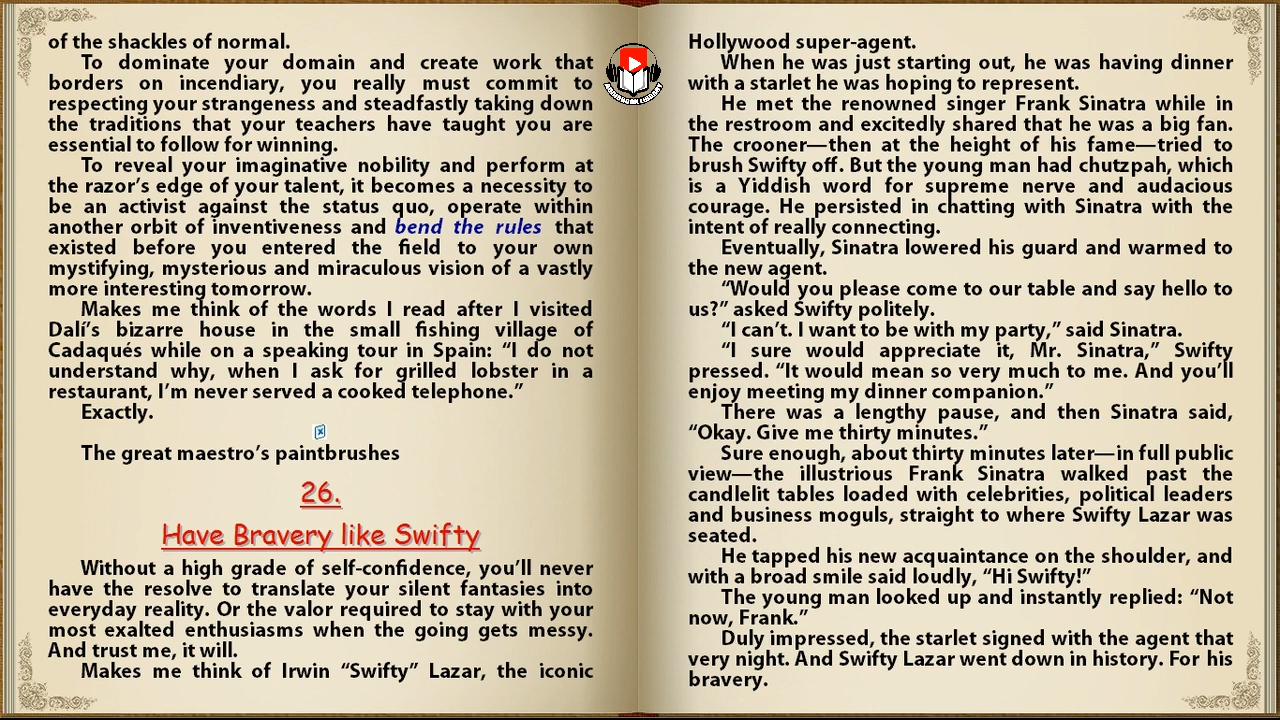 of the shackles of normal.
To dominate your domain and create work that
borders on incendiary, you really must commit to
respecting your strangeness and steadfastly taking down
the traditions that your teachers have taught you are
essential to follow for winning.
To reveal your imaginative nobility and perform at
the razor’s edge of your talent, it becomes a necessity to
be an activist against the status quo, operate within
another orbit of inventiveness and bend the rules that
existed before you entered the field to your own
mystifying, mysterious and miraculous vision of a vastly
more interesting tomorrow.
Makes me think of the words I read after I visited
Dalí’s bizarre house in the small fishing village of
Cadaqués while on a speaking tour in Spain: “I do not
understand why, when I ask for grilled lobster in a
restaurant, I’m never served a cooked telephone.”
Exactly.
The great maestro’s paintbrushes
26.
Have Bravery like Swifty
Without a high grade of self-confidence, you’ll never
have the resolve to translate your silent fantasies into
everyday reality. Or the valor required to stay with your
most exalted enthusiasms when the going gets messy.
And trust me, it will.
Makes me think of Irwin “Swifty” Lazar, the iconic
Hollywood super-agent.
When he was just starting out, he was having dinner
with a starlet he was hoping to represent.
He met the renowned singer Frank Sinatra while in
the restroom and excitedly shared that he was a big fan.
The crooner—then at the height of his fame—tried to
brush Swifty off. But the young man had chutzpah, which
is a Yiddish word for supreme nerve and audacious
courage. He persisted in chatting with Sinatra with the
intent of really connecting.
Eventually, Sinatra lowered his guard and warmed to
the new agent.
“Would you please come to our table and say hello to
us?” asked Swifty politely.
“I can’t. I want to be with my party,” said Sinatra.
“I sure would appreciate it, Mr. Sinatra,” Swifty
pressed. “It would mean so very much to me. And you’ll
enjoy meeting my dinner companion.”
There was a lengthy pause, and then Sinatra said,
“Okay. Give me thirty minutes.”
Sure enough, about thirty minutes later—in full public
view—the illustrious Frank Sinatra walked past the
candlelit tables loaded with celebrities, political leaders
and business moguls, straight to where Swifty Lazar was
seated.
He tapped his new acquaintance on the shoulder, and
with a broad smile said loudly, “Hi Swifty!”
The young man looked up and instantly replied: “Not
now, Frank.”
Duly impressed, the starlet signed with the agent that
very night. And Swifty Lazar went down in history. For his
bravery.